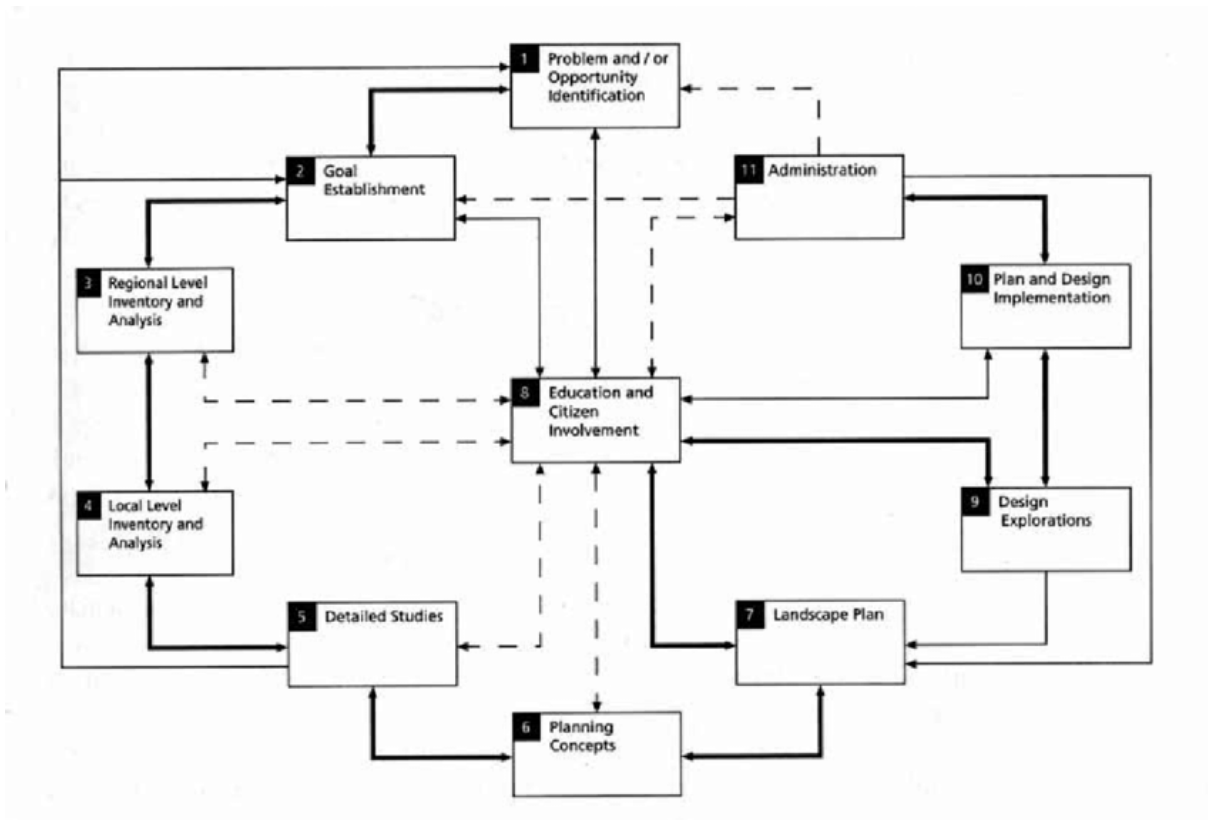 1 Problem and / or
Opportunity
Identification
2 Goal
Establishment
11 Administration
3 Regional Level
Inventory and
Analysis
10 Plan and Design
Implementation
8 Education and
Citizen
Involvement
4 Local Level
Inventory and
Analysis
9 Design
Explorations
5 Detailed Studies
7 Landscape Plan
6 Planning
Concepts